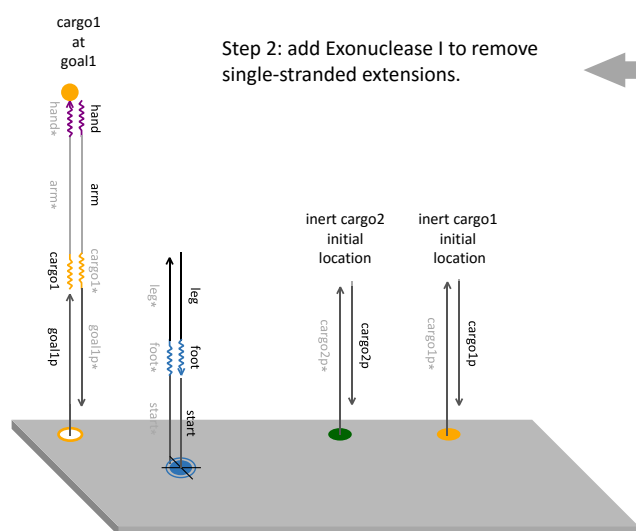 cargo1
at
goal1
Step 2: add Exonuclease I to remove
single-stranded extensions.
hand*
hand
arm*
arm
cargo1
cargo1*
goal1p
goal1p*
leg*
leg
foot*
foot
start*
start
inert cargo2
initial
location
cargo2p*
cargo2p
inert cargo1
initial
location
cargo1p*
cargo1p